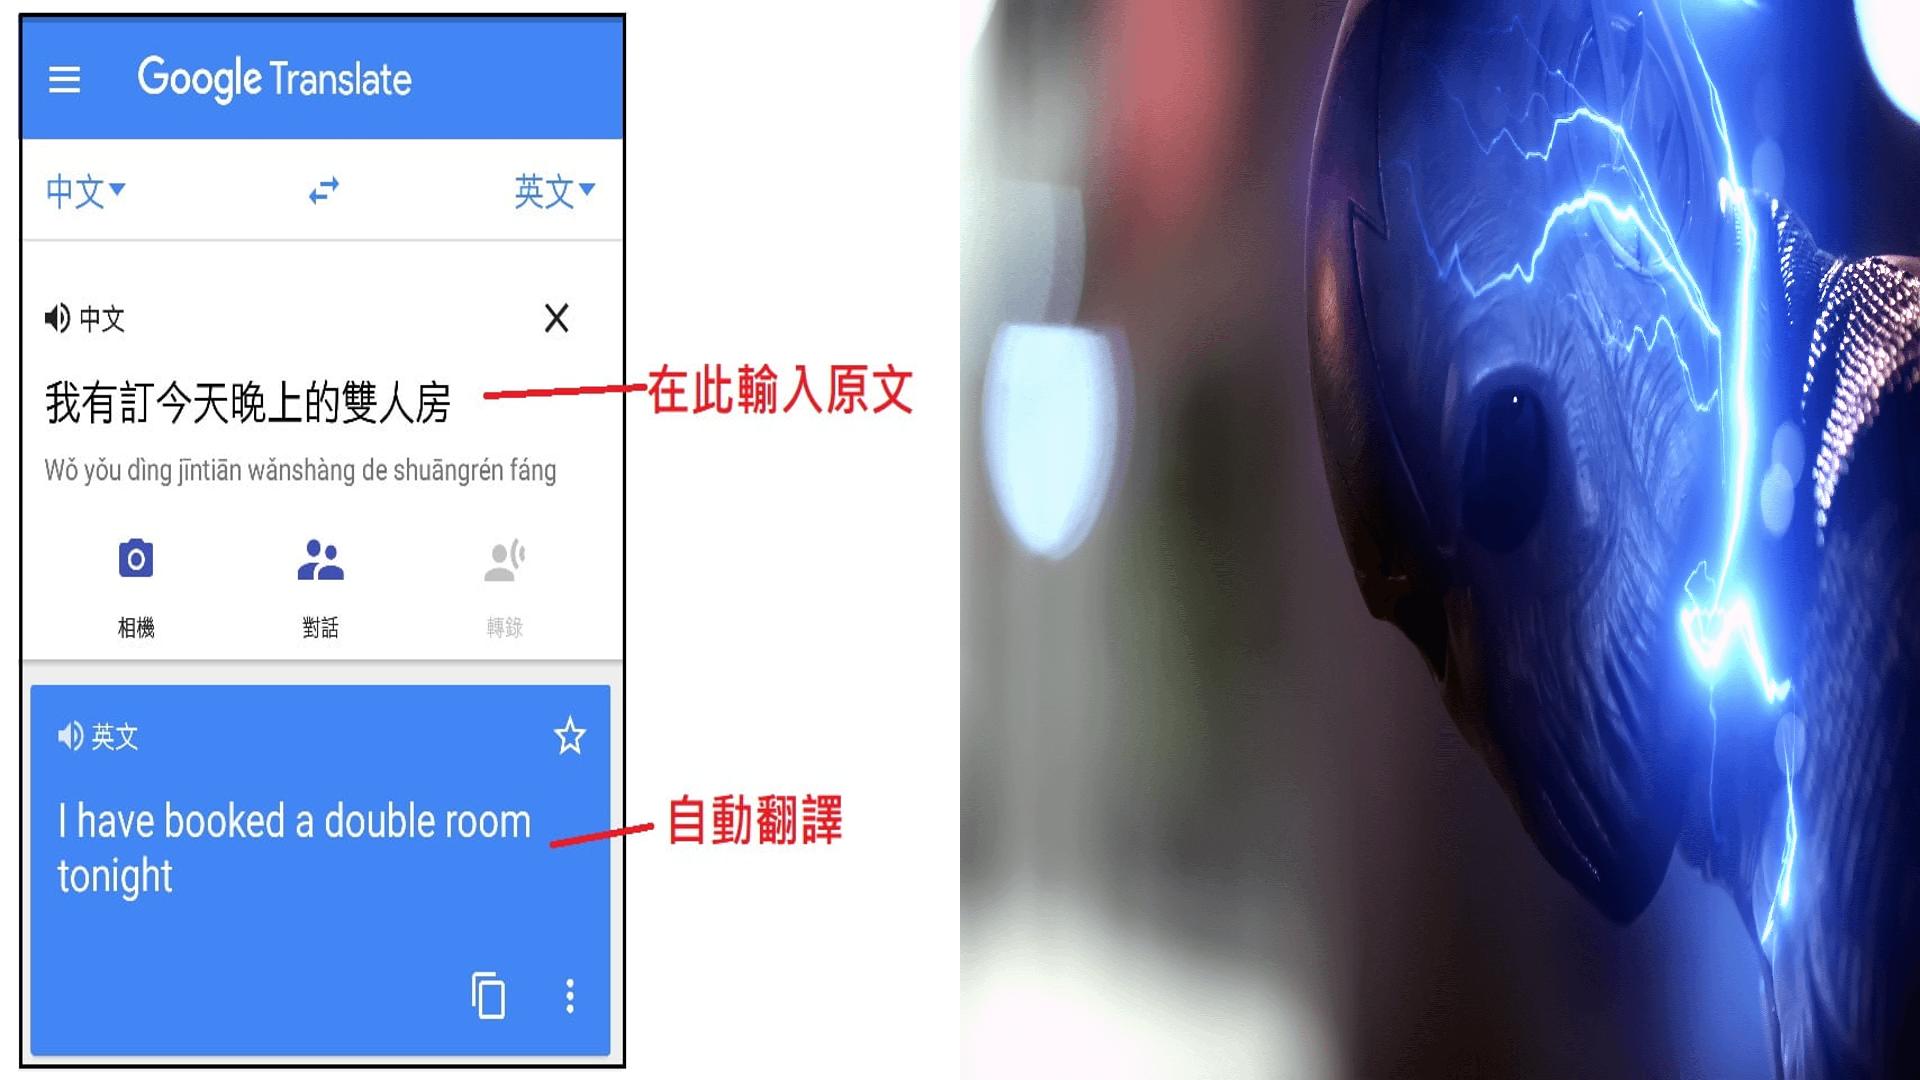 Google Translate
中文 英文
中文
我有訂今天晚上的雙人房
在此輸入原文
Wǒ yǒu dìng jīntiān wǎnshàng de shuāngrén fáng
相機 對話 轉錄
英文
I have booked a double room
tonight
自動翻譯